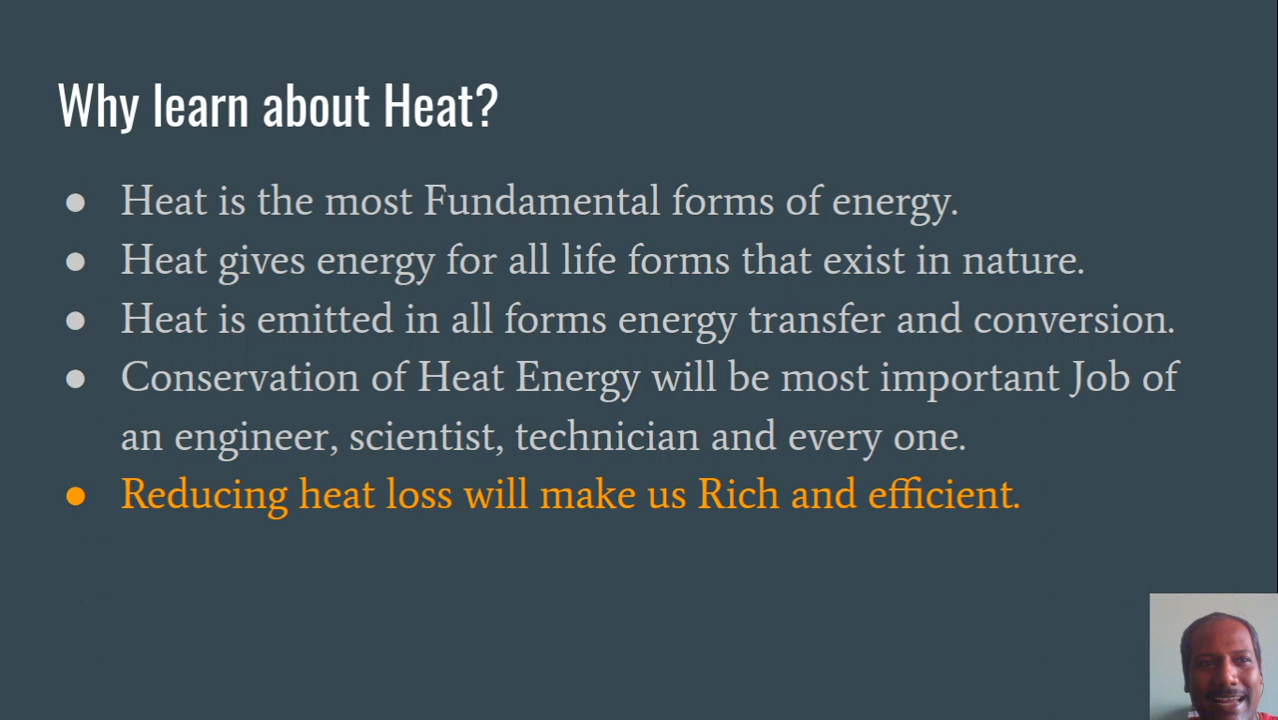 Why learn about Heat?
● Heat is the most Fundamental forms of energy.
● Heat gives energy for all life forms that exist in nature.
● Heat is emitted in all forms energy transfer and conversion.
● Conservation of Heat Energy will be most important Job of
an engineer, scientist, technician and every one.
● Reducing heat loss will make us Rich and efficient.